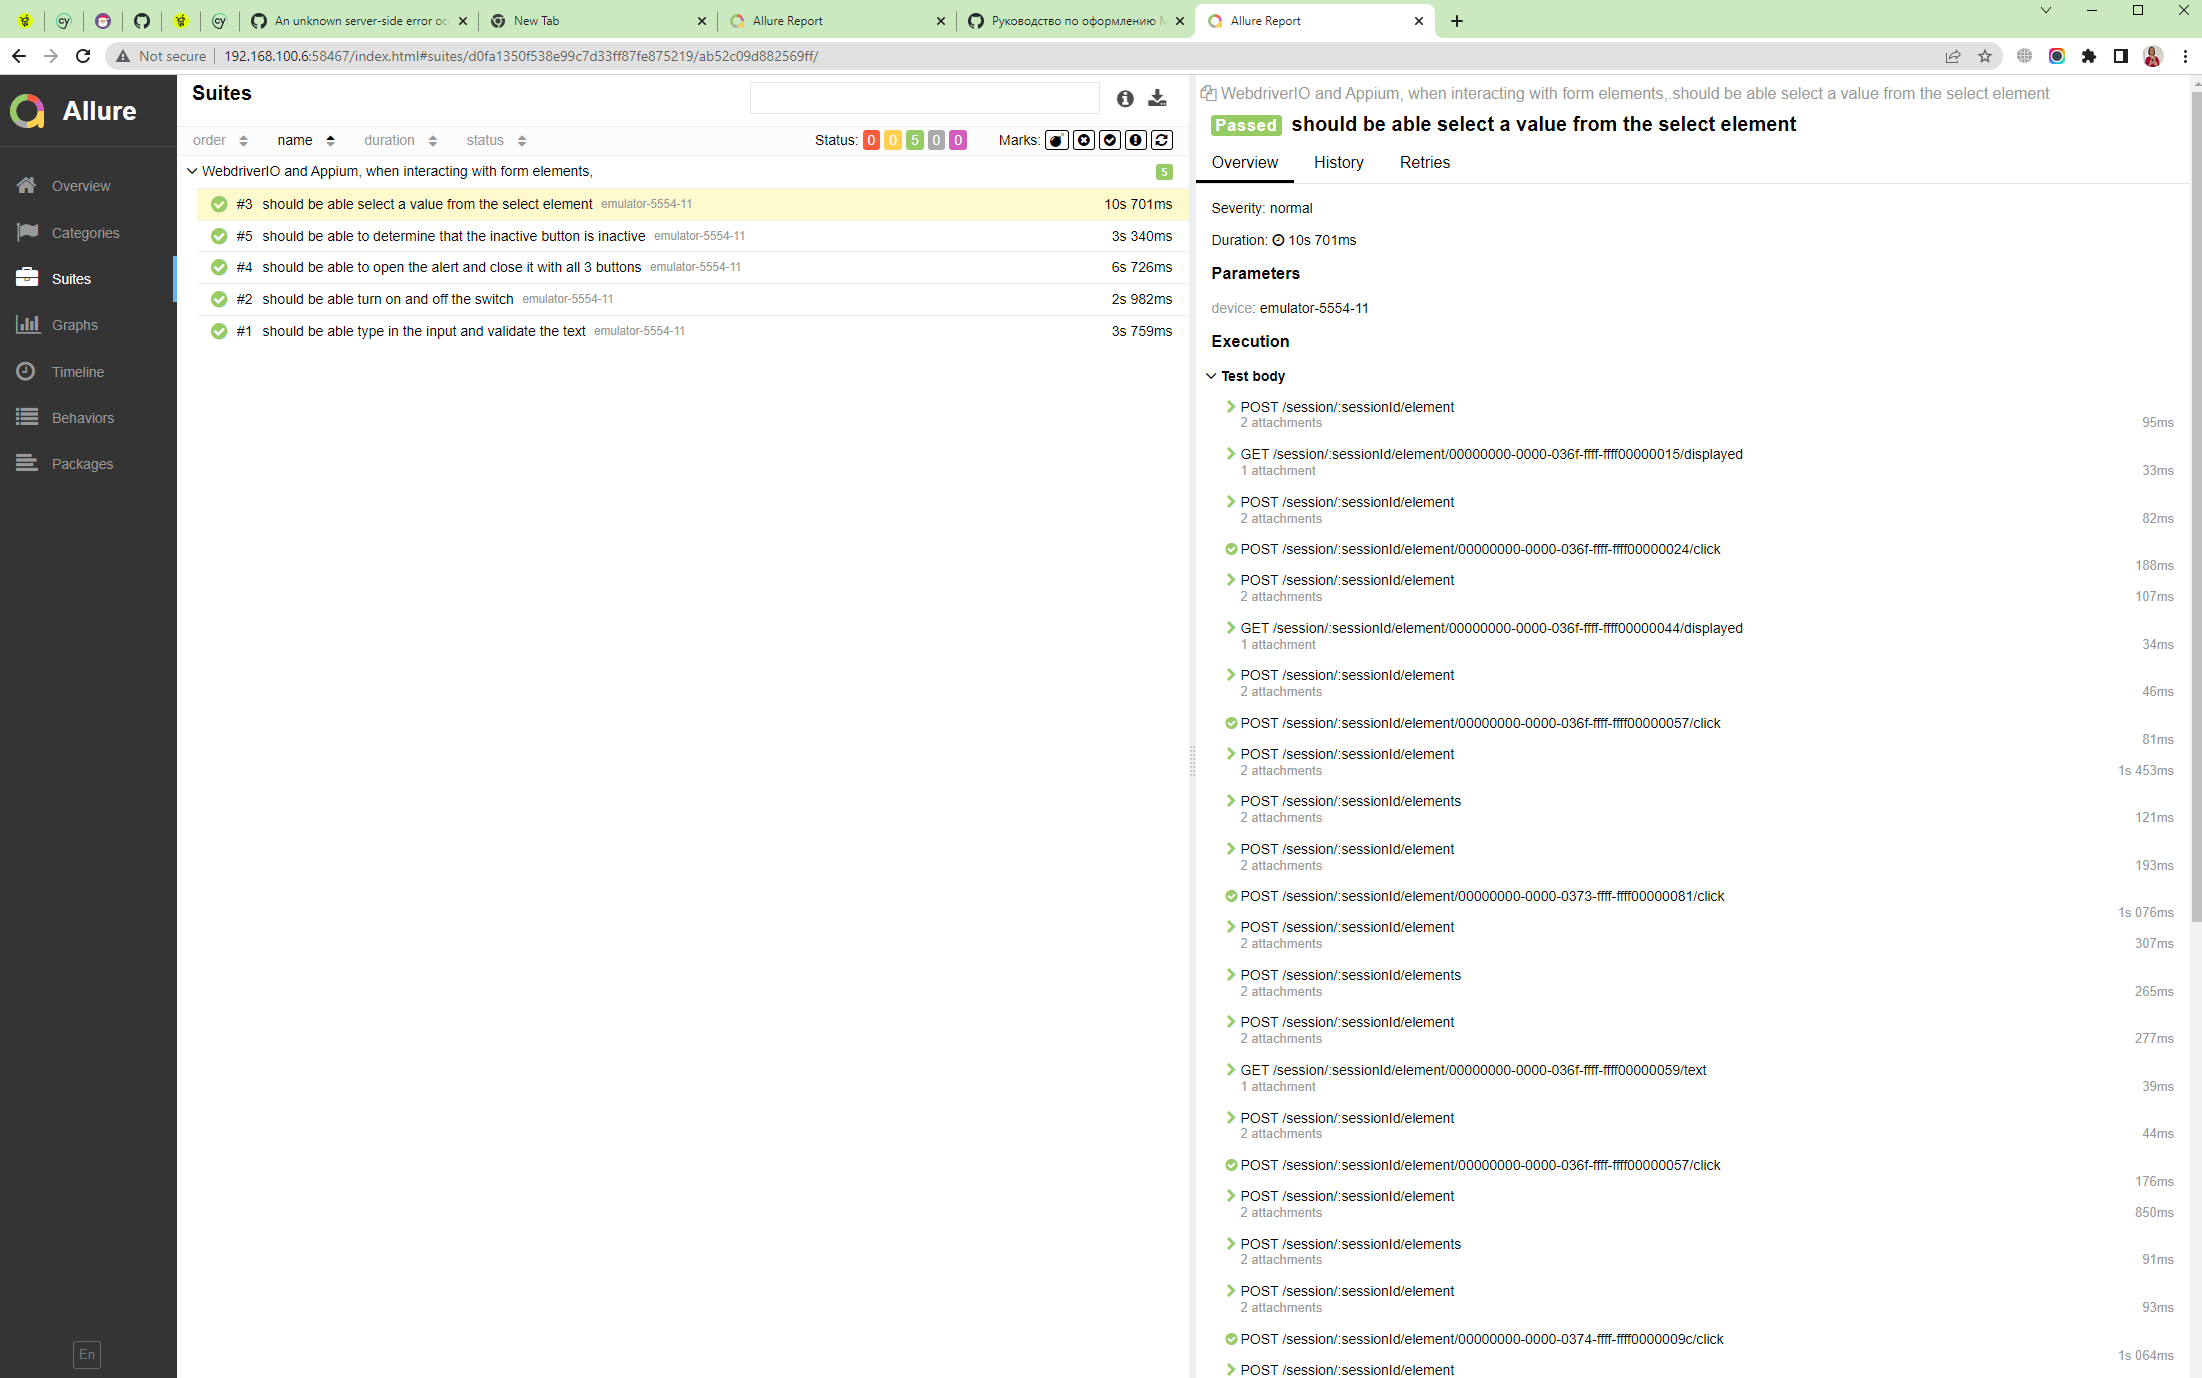 An unknown server-side error oc
New Tab
Allure Report
Руководство по оформлению
Allure Report
Not secure
192.168.100.6:58467/index.html#suites/d0fa1350f538e99c7d33ff87fe875219/ab52c09d882569ff/
Allure
Overview
Categories
Suites
Graphs
Timeline
Behaviors
Packages
En
Suites
order name duration status
Status: 0 0 5 0 0 Marks:
WebdriverIO and Appium, when interacting with form elements, 5
#3 should be able select a value from the select element emulator-5554-11 10s 701ms
#5 should be able to determine that the inactive button is inactive emulator-5554-11 3s 340ms
#4 should be able to open the alert and close it with all 3 buttons emulator-5554-11 6s 726ms
#2 should be able turn on and off the switch emulator-5554-11 2s 982ms
#1 should be able type in the input and validate the text emulator-5554-11 3s 759ms
WebdriverIO and Appium, when interacting with form elements,.should be able select a value from the select element
Passed should be able select a value from the select element
Overview History Retries
Severity: normal
Duration: 10s 701ms
Parameters
device: emulator-5554-11
Execution
Test body
POST /session/:sessionId/element
2 attachments 95ms
GET /session/:sessionId/element/00000000-0000-036f-ffff-ffff00000015/displayed
1 attachment 33ms
POST /session/:sessionId/element
2 attachments 82ms
POST /session/:sessionId/element/00000000-0000-036f-ffff-ffff00000024/click
188ms
POST /session/:sessionId/element
2 attachments 107ms
GET /session/:sessionId/element/00000000-0000-036f-ffff-ffff00000044/displayed
1 attachment 34ms
POST /session/:sessionId/element
2 attachments 46ms
POST /session/:sessionId/element/00000000-0000-036f-ffff-ffff00000057/click
81ms
POST /session/:sessionId/element
2 attachments 1s 453ms
POST /session/:sessionId/elements
2 attachments 121ms
POST /session/:sessionId/element
2 attachments 193ms
POST /session/:sessionId/element/00000000-0000-0373-ffff-ffff00000081/click
1s 076ms
POST /session/:sessionId/element
2 attachments 307ms
POST /session/:sessionId/elements
2 attachments 265ms
POST /session/:sessionId/element
2 attachments 277ms
GET /session/:sessionId/element/00000000-0000-036f-ffff-ffff00000059/text
1 attachment 39ms
POST /session/:sessionId/element
2 attachments 44ms
POST /session/:sessionId/element/00000000-0000-036f-ffff-ffff00000057/click
176ms
POST /session/:sessionId/element
2 attachments 850ms
POST /session/:sessionId/elements
2 attachments 91ms
POST /session/:sessionId/element
2 attachments 93ms
POST /session/:sessionId/element/00000000-0000-0374-ffff-ffff0000009c/click
1s 064ms
POST /session/:sessionId/element